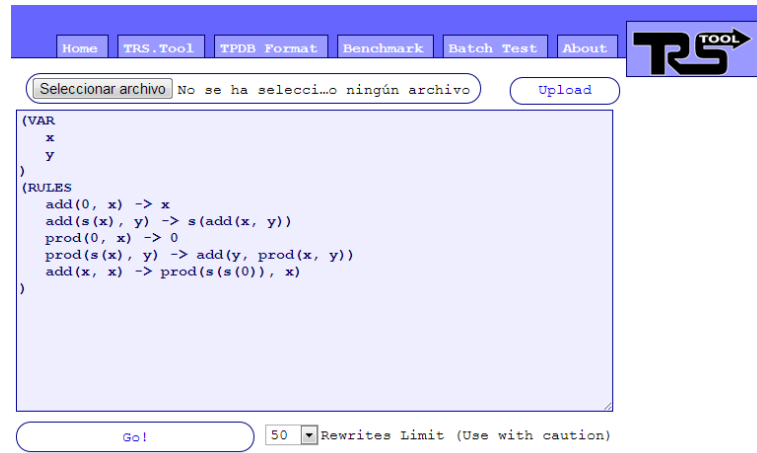 Home TRS.Tool TPDB Format Benchmark Batch Test About
TRS TOOL
Seleccionar archivo No se ha selecci…o ningún archivo Upload
(VAR
x
y
)
(RULES
add(0, x) -> x
add(s(x), y) -> s(add(x, y))
prod(0, x) -> 0
prod(s(x), y) -> add(y, prod(x, y))
add(x, x) -> prod(s(s(0)), x)
)
Go! 50 Rewrites Limit (Use with caution)